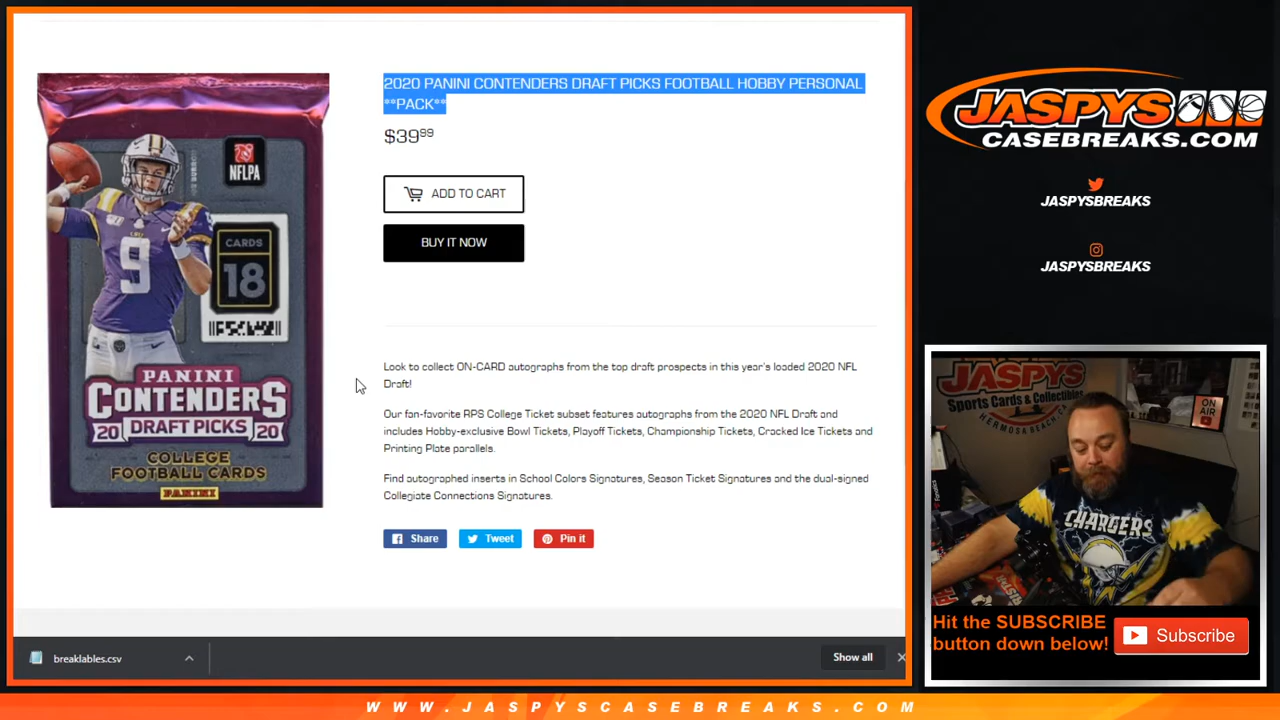 2020 PANINI CONTENDERS DRAFT PICKS FOOTBALL HOBBY PERSONAL
**PACK**
$39.99
ADD TO CART
BUY IT NOW
Look to collect ON-CARD autographs from the top draft prospects in this year's loaded 2020 NFL
Draft!
Our fan-favorite RPS College Ticket subset features autographs from the 2020 NFL Draft and
includes Hobby-exclusive Bowl Tickets, Playoff Tickets, Championship Tickets, Cracked Ice Tickets and
Printing Plate parallels.
Find autographed inserts in School Colors Signatures, Season Ticket Signatures and the dual-signed
Collegiate Connections Signatures.
Share
Tweet
Pin it
NFLPA
9
CARDS
18
PANINI
CONTENDERS
20 DRAFT PICKS 20
COLLEGE
FOOTBALL CARDS
PANINI
breaklables.csv
Show all
JASPYS
CASEBREAKS.COM
JASPYSBREAKS
JASPYSBREAKS
JASPYS
Sports Cards & Collectibles
HERMOSA BEACH
ON
AIR
CHARGERS
Hit the SUBSCRIBE
button down below!
Subscribe
WWW.JASPYSCASEBREAKS.COM